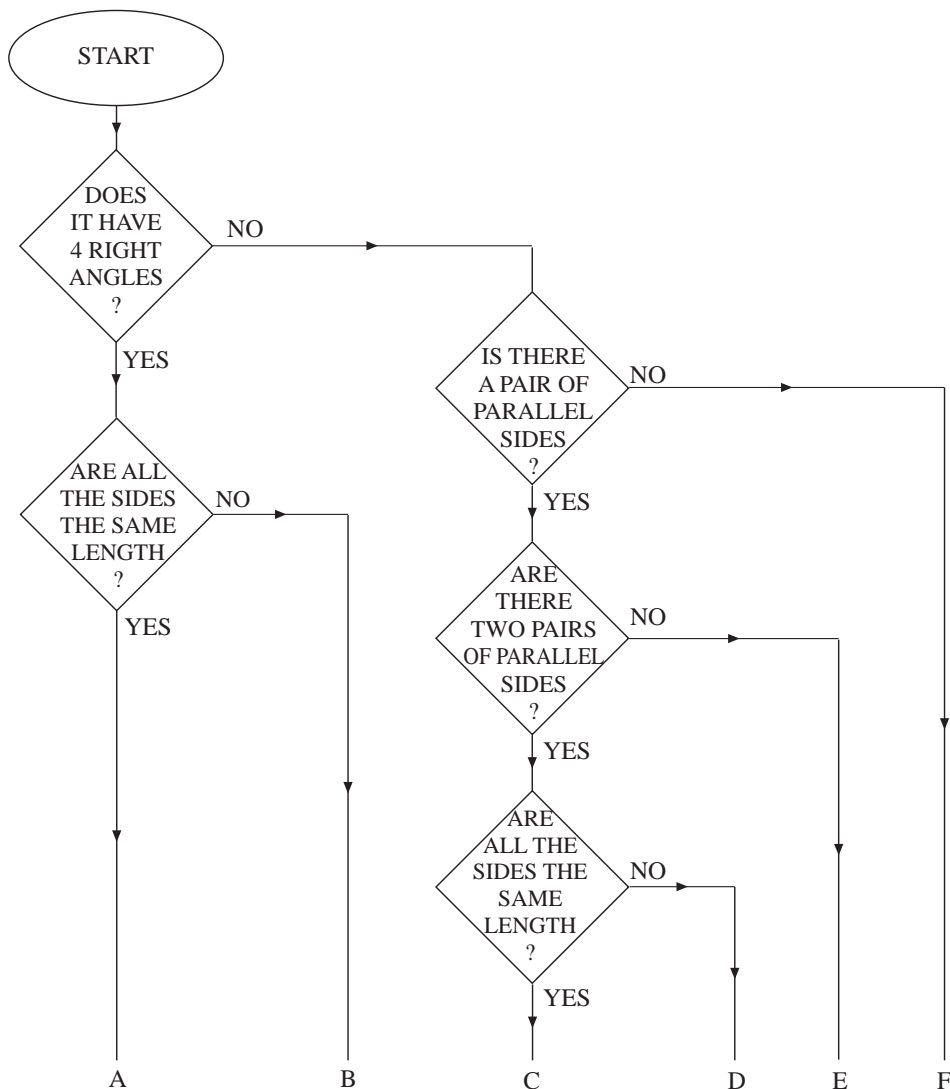 START
DOES
IT HAVE
4 RIGHT
ANGLES
?
NO
YES
IS THERE
A PAIR OF
PARALLEL
SIDES
?
NO
YES
ARE ALL
THE SIDES
THE SAME
LENGTH
?
NO
YES
ARE
THERE
TWO PAIRS
OF PARALLEL
SIDES
?
NO
YES
ARE
ALL THE
SIDES THE
SAME
LENGTH
?
NO
YES
A
B
C
D
E
F